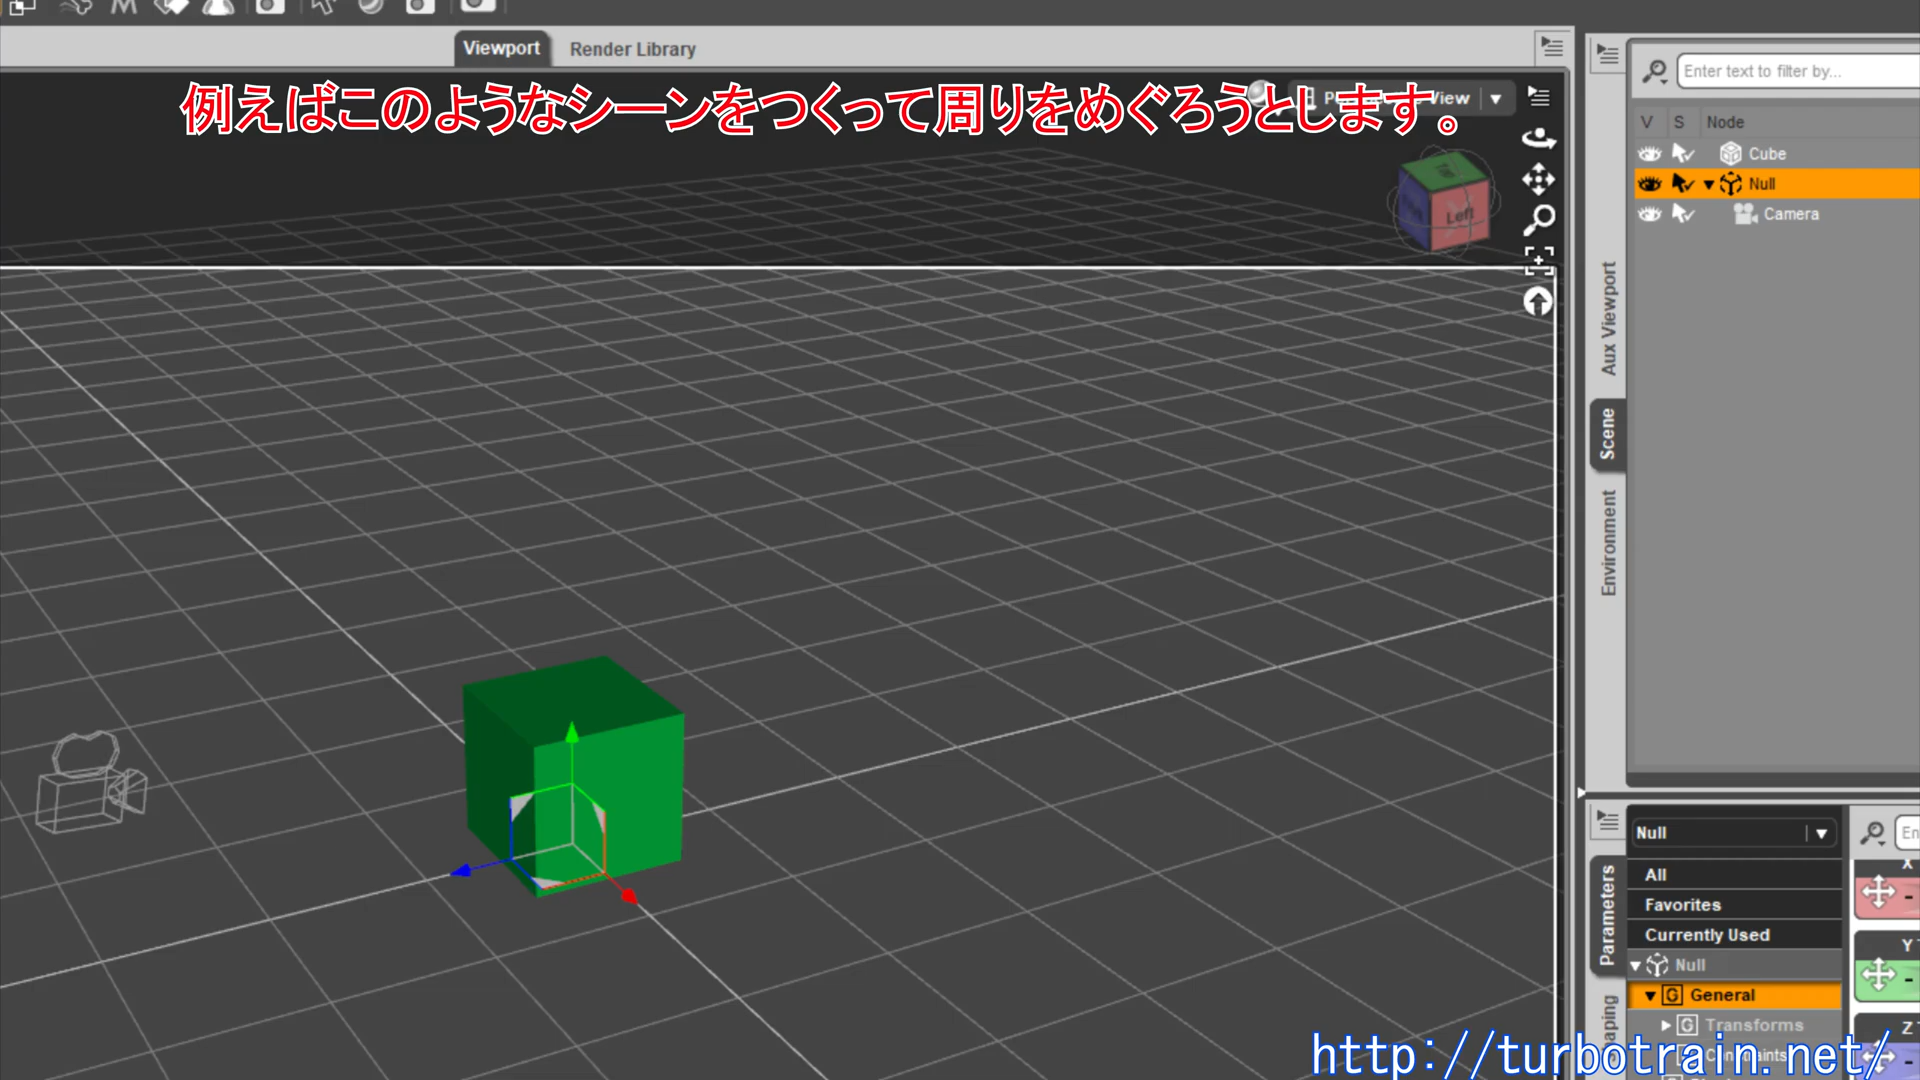 Viewport
Render Library
Enter text to filter by...
例えばこのようなシーンをつくって周りをめぐろうとします。
View
V S Node
Cube
Null
Camera
Left
Aux Viewport
Scene
Environment
Null
En
All
X
Favorites
Parameters
Currently Used
Y
Null
General
Transforms
Z
http://turbotrain.net/